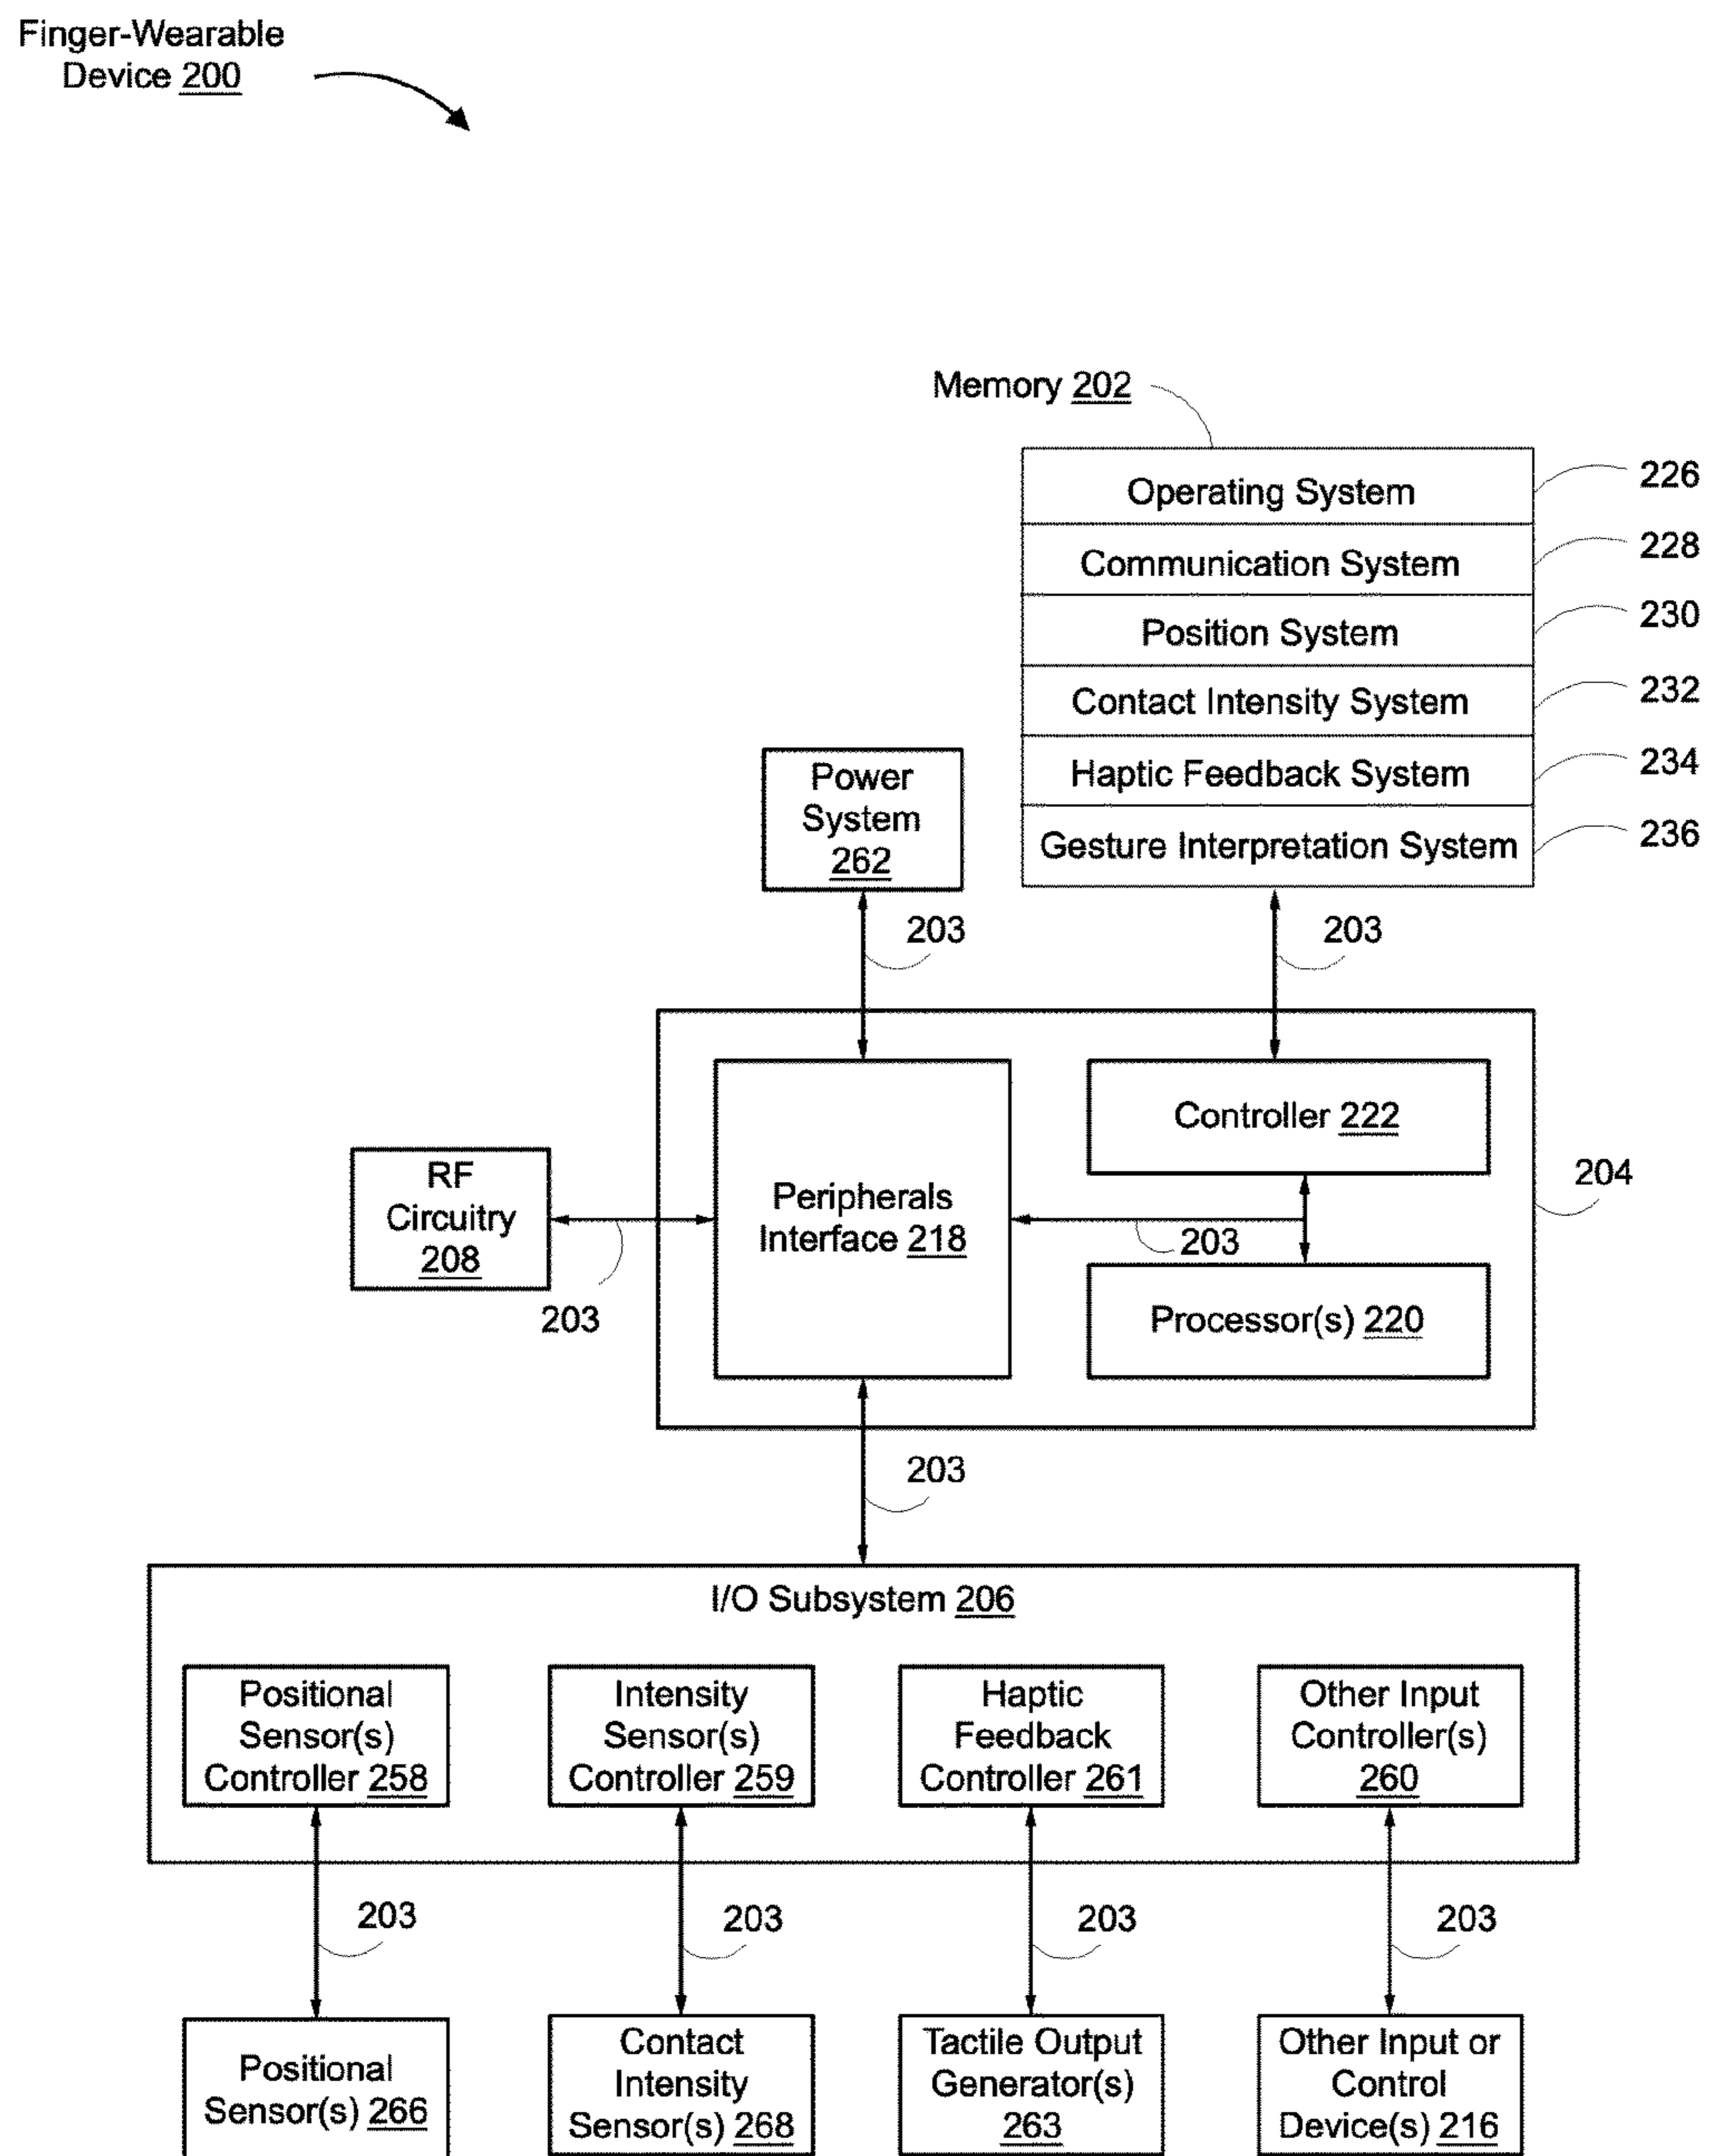 Finger-Wearable
Device 200
Memory 202
Operating System
226
Communication System
228
Position System
230
Contact Intensity System
232
Haptic Feedback System
234
Gesture Interpretation System
236
Power
System
262
203
203
Controller 222
204
RF
Circuitry
208
Peripherals
Interface 218
203
203
Processor(s) 220
203
I/O Subsystem 206
Positional
Sensor(s)
Controller 258
Intensity
Sensor(s)
Controller 259
Haptic
Feedback
Controller 261
Other Input
Controller(s)
260
203
203
203
203
Positional
Sensor(s) 266
Contact
Intensity
Sensor(s) 268
Tactile Output
Generator(s)
263
Other Input or
Control
Device(s) 216